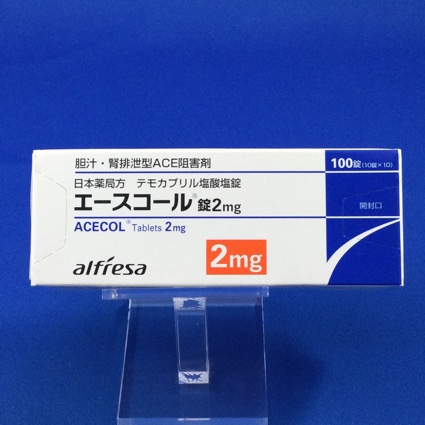 胆汁・腎排泄型ACE阻害剤
100錠(10錠×10)
日本薬局方 テモカプリル塩酸塩錠
エースコール®錠2mg
ACECOL® Tablets 2mg
開封口
alfresa
2mg